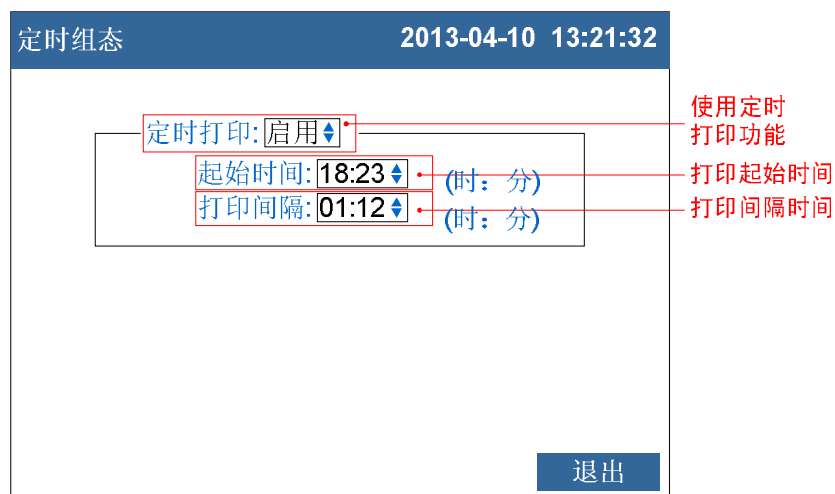 定时组态 2013-04-10 13:21:32
定时打印: 启用
使用定时
打印功能
起始时间: 18:23 (时：分)
打印起始时间
打印间隔: 01:12 (时：分)
打印间隔时间
退出